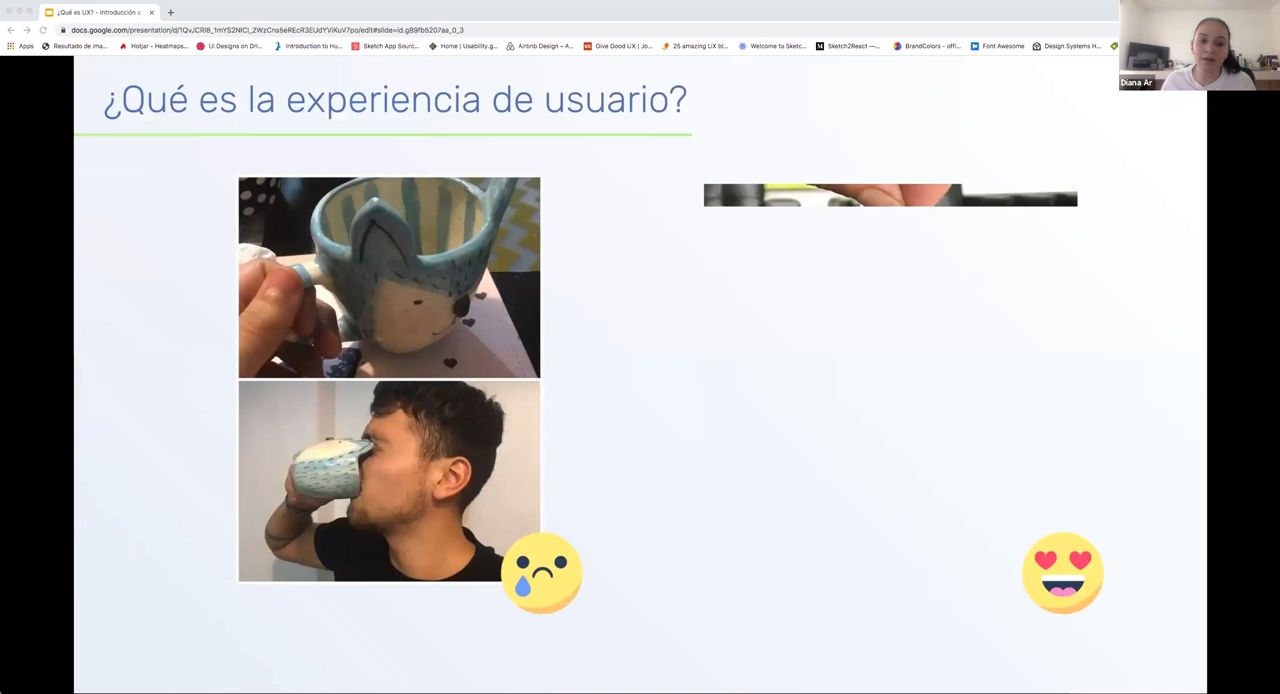 ¿Qué es UX? - Introducción a
docs.google.com/presentation/d/1QvJCRl8_1mYS2NlCl_2WzCns5eREcR3EUdYVlKuV7po/edit#slide=id.g89fb5207aa_0_3
Apps Resultado de ima... Hotjar - Heatmaps... Ui Designs on Dri... Introduction to Hu... Sketch App Sourc... Home | Usability.g... Airbnb Design – A... Give Good UX | Jo... 25 amazing UX bl... Welcome to Sketc... Sketch2React —... BrandColors - offi... Font Awesome Design Systems H...
Diana Ar
¿Qué es la experiencia de usuario?